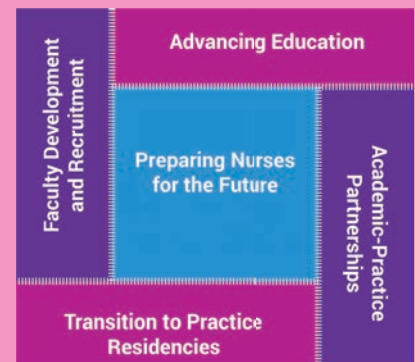 Advancing Education
Faculty Development
and Recruitment
Preparing Nurses
for the Future
Academic-Practice
Partnerships
Transition to Practice
Residencies